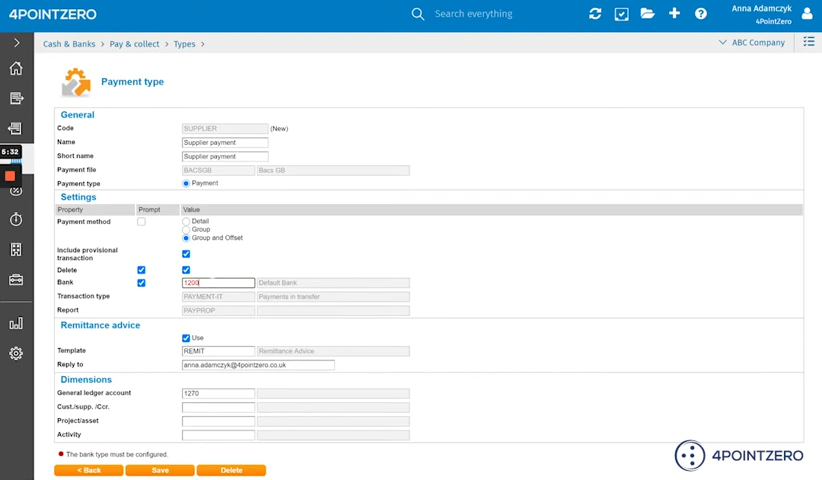 4POINTZERO
Search everything
Anna Adamczyk
4PointZero
Cash & Banks > Pay & collect > Types >
ABC Company
Payment type
General
Code SUPPLIER (New)
Name Supplier payment
Short name Supplier payment
Payment file BACSGB Bacs GB
Payment type Payment
5:32
Settings
Property Prompt Value
Payment method Detail
Group
Group and Offset
Include provisional
transaction
Delete
Bank 1200 Default Bank
Transaction type PAYMENT-IT Payments in transfer
Report PAYPROP
Remittance advice
Use
Template REMIT Remittance Advice
Reply to anna.adamczyk@4pointzero.co.uk
Dimensions
General ledger account 1270
Cust./supp. /Ccr.
Project/asset
Activity
The bank type must be configured.
< Back Save Delete
4POINTZERO